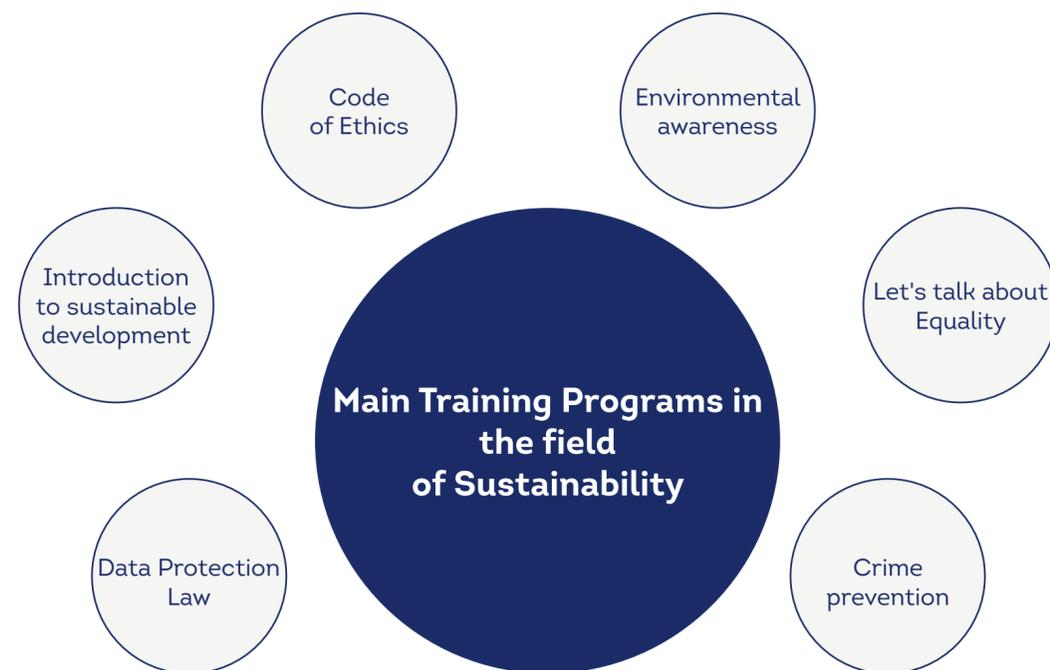 Code
of Ethics
Environmental
awareness
Introduction
to sustainable
development
Let's talk about
Equality
Main Training Programs in
the field
of Sustainability
Data Protection
Law
Crime
prevention